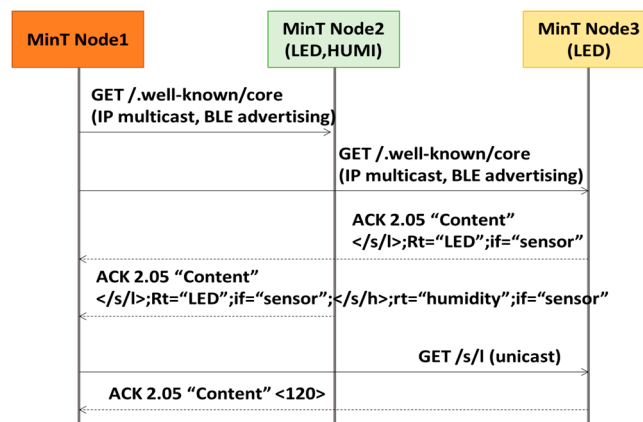 MinT Node1
MinT Node2
(LED,HUMI)
MinT Node3
(LED)
GET /.well-known/core
(IP multicast, BLE advertising)
GET /.well-known/core
(IP multicast, BLE advertising)
ACK 2.05 “Content”
</s/l>;Rt=“LED”;if=“sensor”
ACK 2.05 “Content”
</s/l>;Rt=“LED”;if=“sensor”;</s/h>;rt=“humidity”;if=“sensor”
GET /s/l (unicast)
ACK 2.05 “Content” <120>